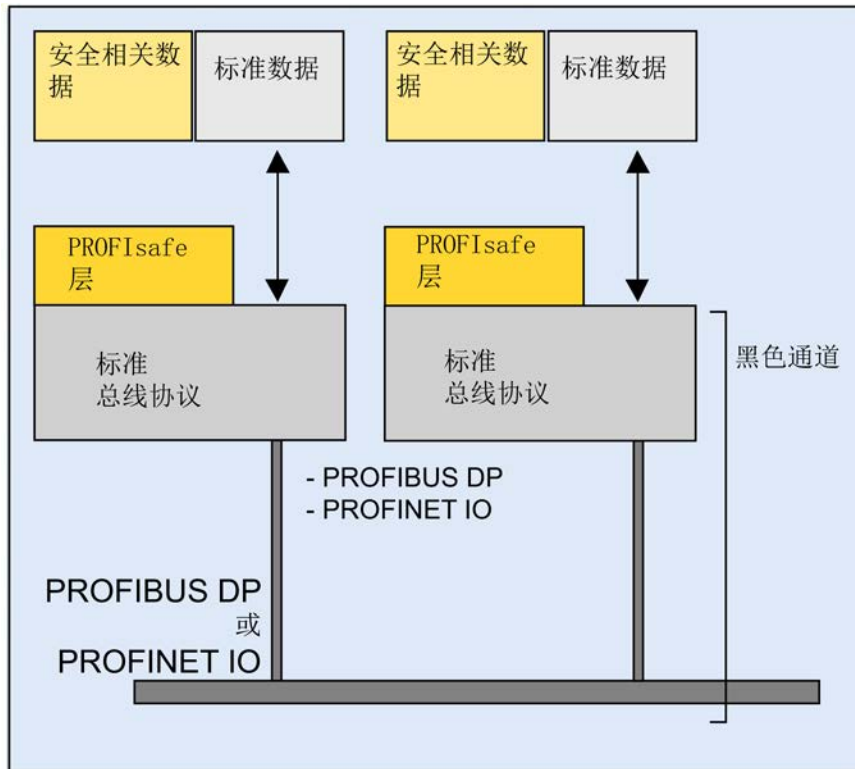 安全相关数
据
标准数据
安全相关数
据
标准数据
PROFIsafe
层
PROFIsafe
层
标准
总线协议
标准
总线协议
黑色通道
- PROFIBUS DP
- PROFINET IO
PROFIBUS DP
或
PROFINET IO